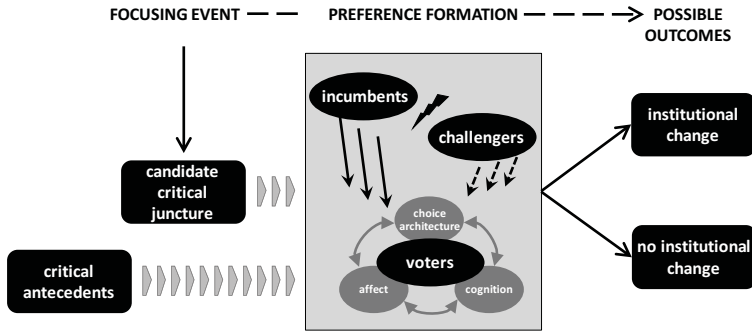 FOCUSING EVENT
PREFERENCE FORMATION
POSSIBLE
OUTCOMES
incumbents
challengers
institutional
change
candidate
critical
juncture
choice
architecture
voters
affect
cognition
no institutional
change
critical
antecedents